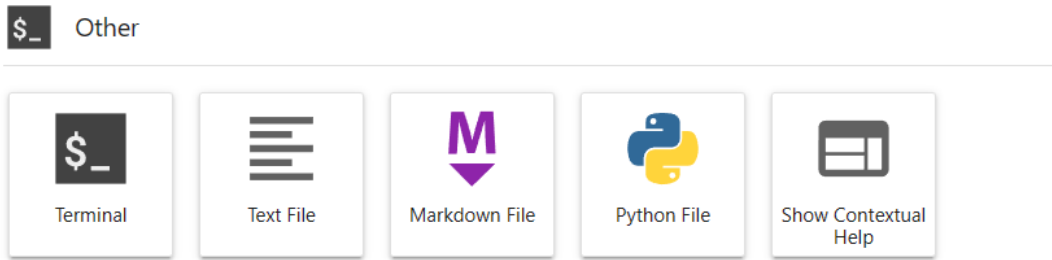 $_ Other
$_
M
Terminal
Text File
Markdown File
Python File
Show Contextual
Help